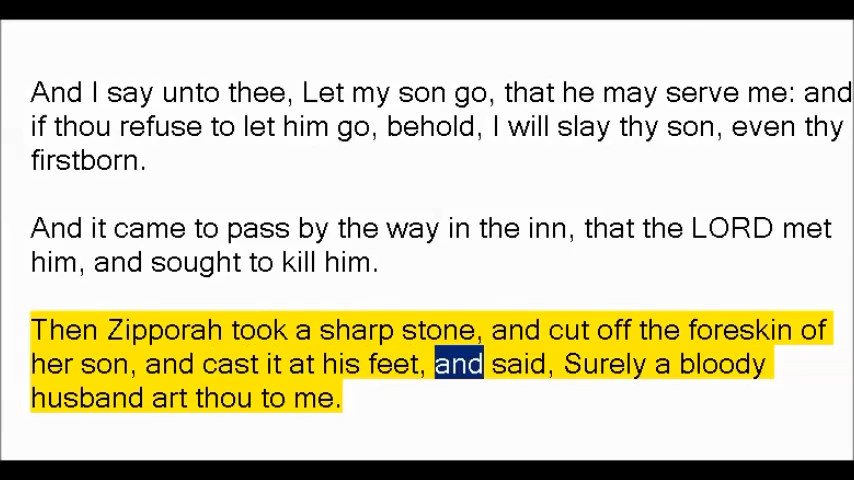 And I say unto thee, Let my son go, that he may serve me: and
if thou refuse to let him go, behold, I will slay thy son, even thy
firstborn.
And it came to pass by the way in the inn, that the LORD met
him, and sought to kill him.
Then Zipporah took a sharp stone, and cut off the foreskin of
her son, and cast it at his feet, and said, Surely a bloody
husband art thou to me.